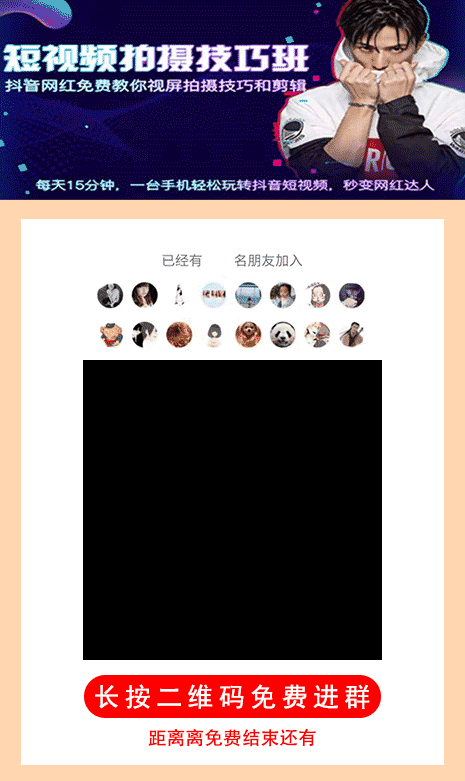 短视频拍摄技巧班
抖音网红免费教你视屏拍摄技巧和剪辑
每天15分钟，一台手机轻松玩转抖音短视频，秒变网红达人
已经有 名朋友加入
长按二维码免费进群
距离离免费结束还有